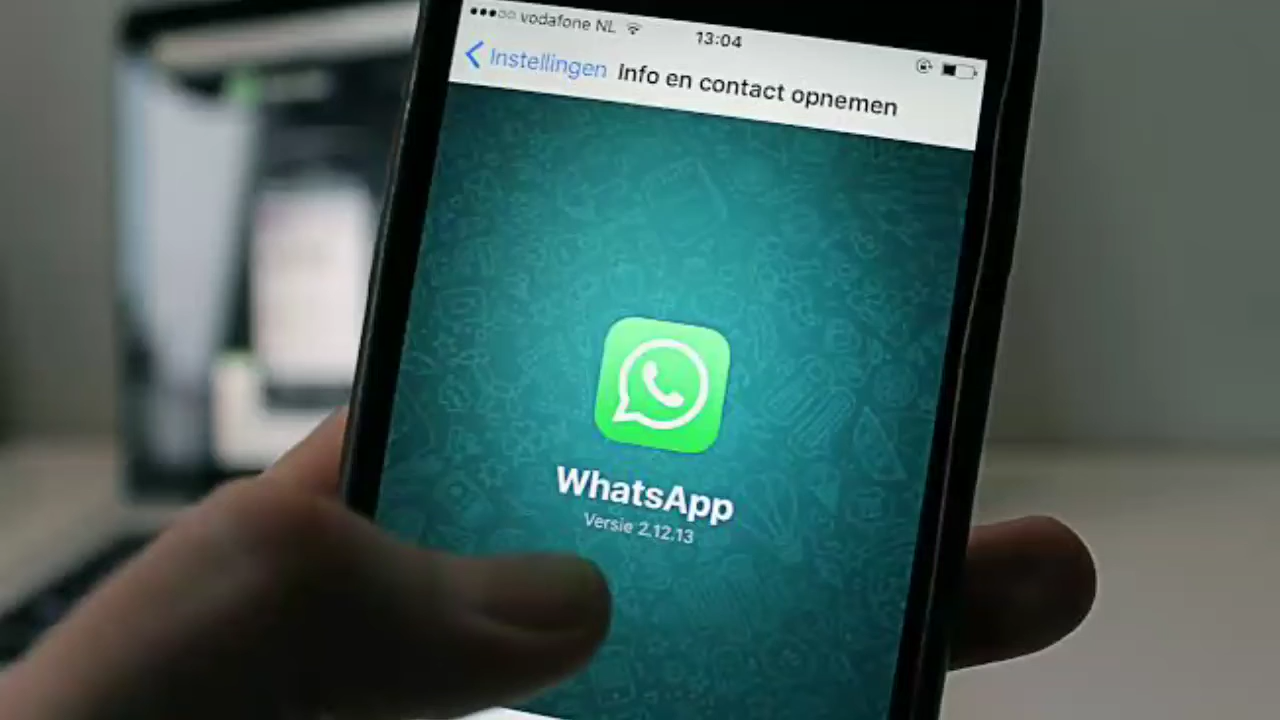 vodafone NL 13:04
Instellingen Info en contact opnemen
WhatsApp
Versie 2.12.13